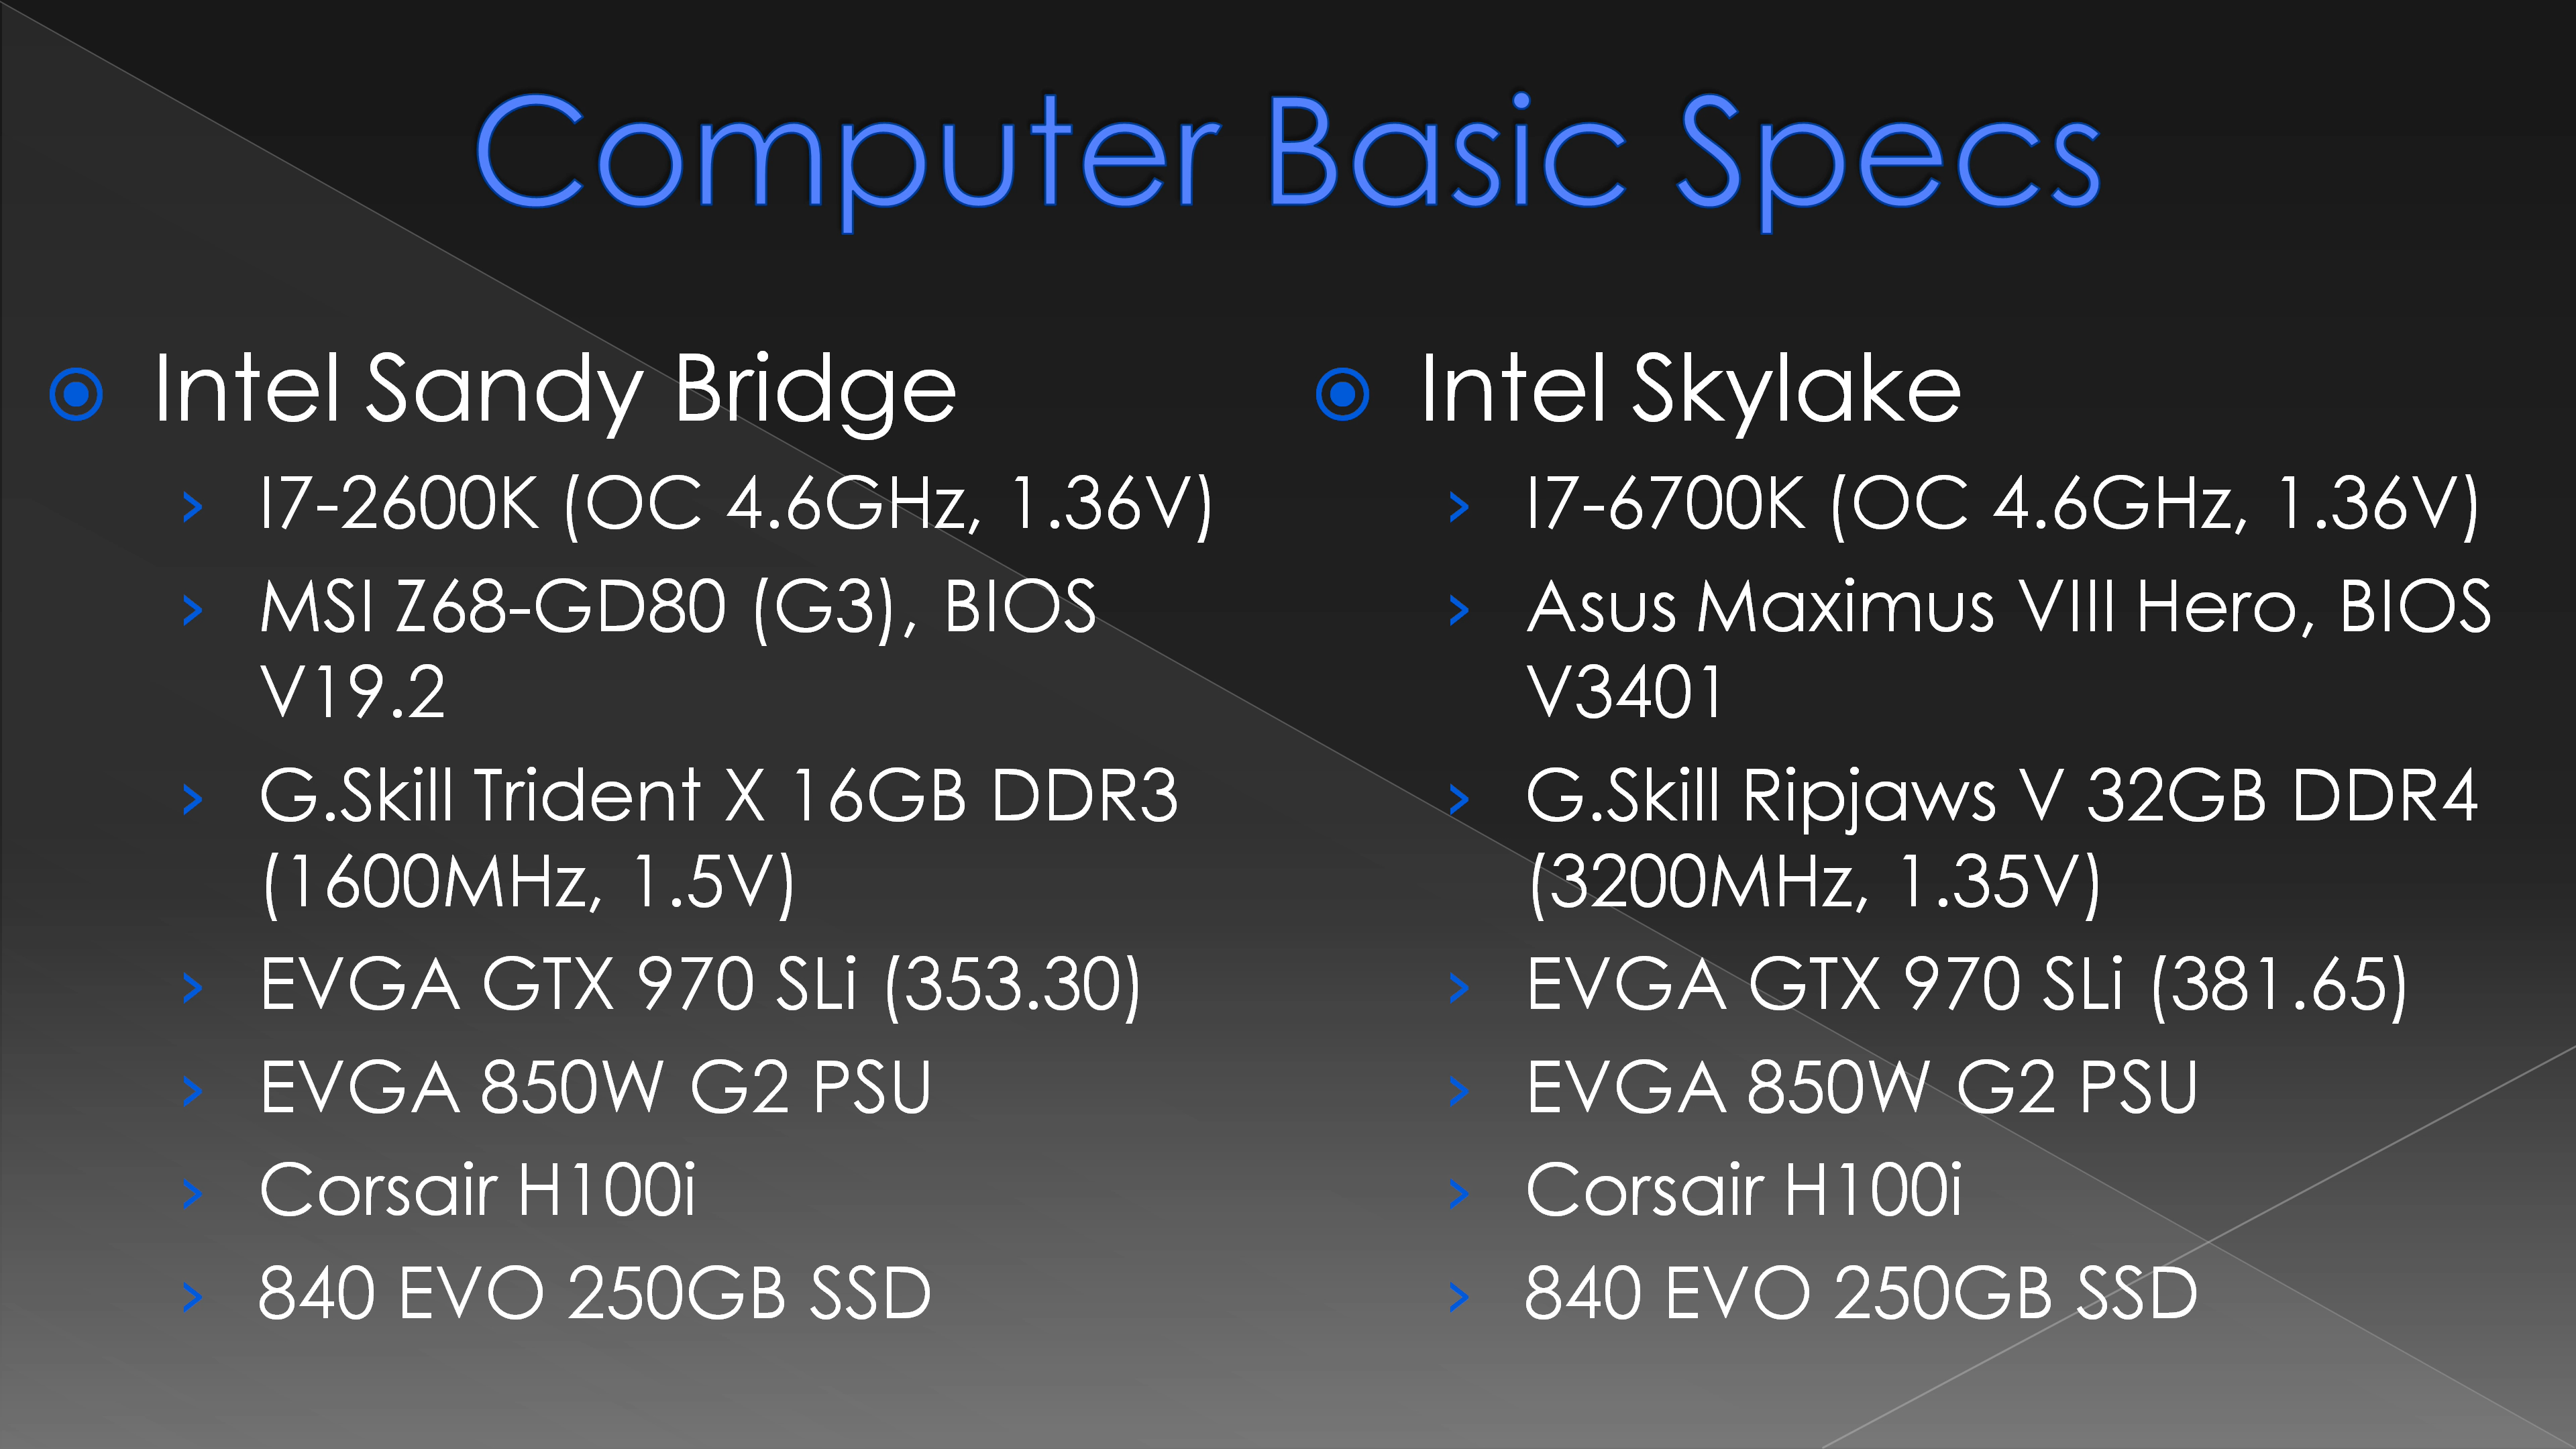 Computer Basic Specs
Intel Sandy Bridge
I7-2600K (OC 4.6GHz, 1.36V)
MSI Z68-GD80 (G3), BIOS
V19.2
G.Skill Trident X 16GB DDR3
(1600MHz, 1.5V)
EVGA GTX 970 SLi (353.30)
EVGA 850W G2 PSU
Corsair H100i
840 EVO 250GB SSD
Intel Skylake
I7-6700K (OC 4.6GHz, 1.36V)
Asus Maximus VIII Hero, BIOS
V3401
G.Skill Ripjaws V 32GB DDR4
(3200MHz, 1.35V)
EVGA GTX 970 SLi (381.65)
EVGA 850W G2 PSU
Corsair H100i
840 EVO 250GB SSD